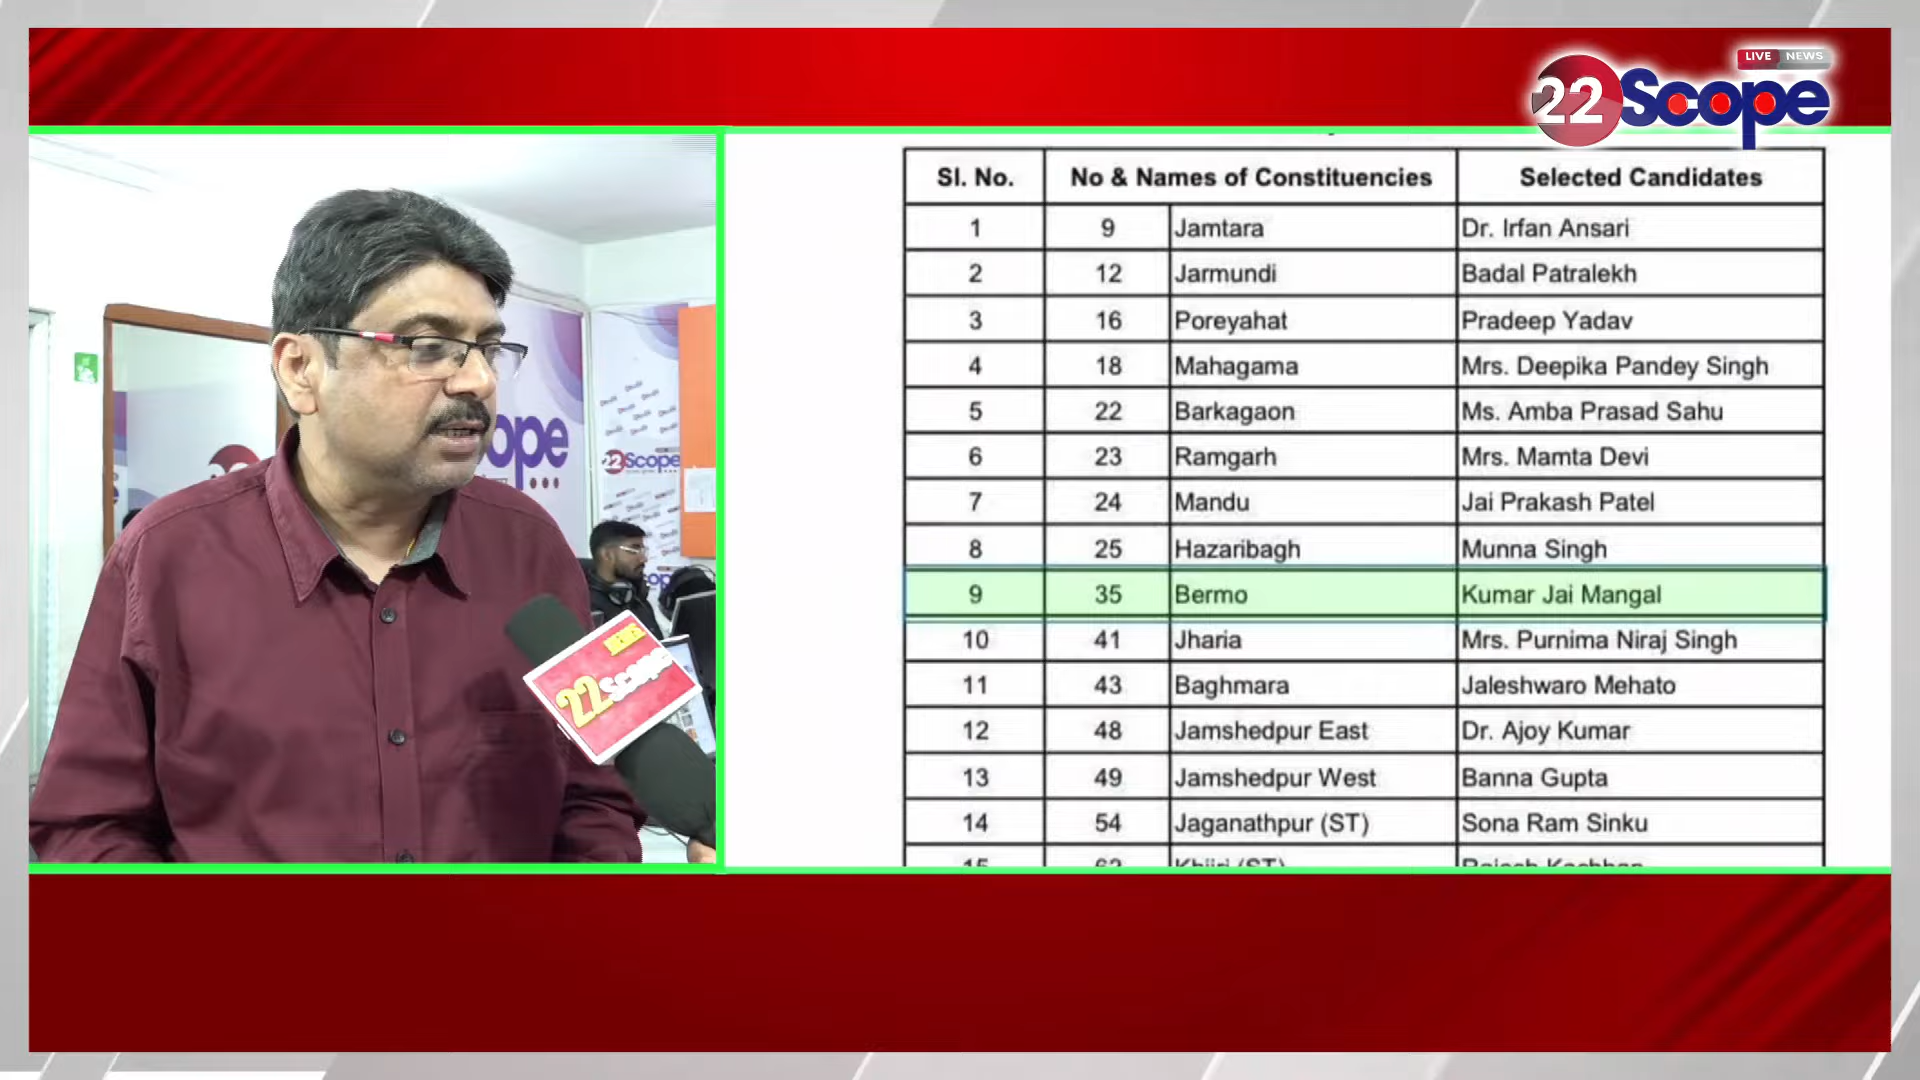 LIVE NEWS
22Scope
Sl. No. No & Names of Constituencies Selected Candidates
1 9 Jamtara Dr. Irfan Ansari
2 12 Jarmundi Badal Patralekh
3 16 Poreyahat Pradeep Yadav
4 18 Mahagama Mrs. Deepika Pandey Singh
5 22 Barkagaon Ms. Amba Prasad Sahu
6 23 Ramgarh Mrs. Mamta Devi
7 24 Mandu Jai Prakash Patel
8 25 Hazaribagh Munna Singh
9 35 Bermo Kumar Jai Mangal
10 41 Jharia Mrs. Purnima Niraj Singh
11 43 Baghmara Jaleshwaro Mehato
12 48 Jamshedpur East Dr. Ajoy Kumar
13 49 Jamshedpur West Banna Gupta
14 54 Jaganathpur (ST) Sona Ram Sinku
ope
22Scope
NEWS
22Scope